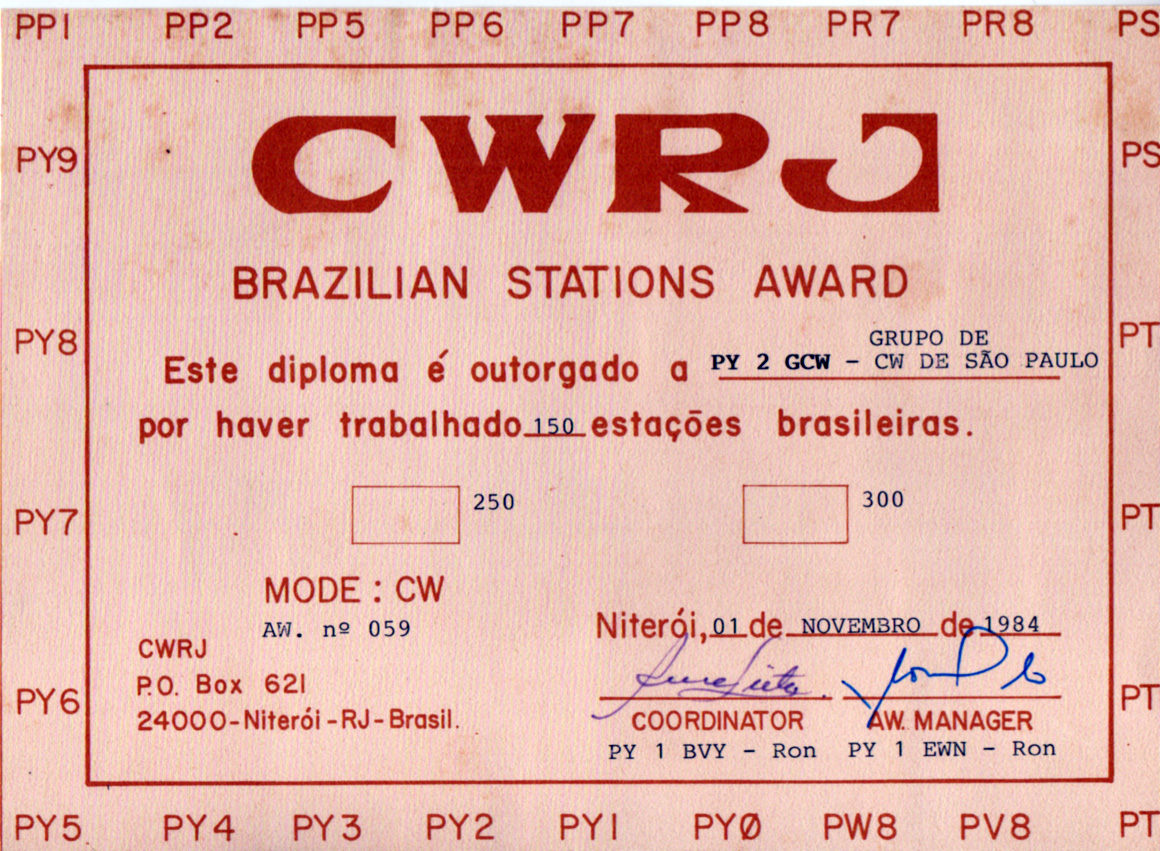 PP1 PP2 PP5 PP6 PP7 PP8 PR7 PR8 PS
PY9 PS
CWRJ
BRAZILIAN STATIONS AWARD
PY8 PT
GRUPO DE
Este diploma é outorgado a PY 2 GCW - CW DE SÃO PAULO
por haver trabalhado 150 estações brasileiras.
250 300
PY7 PT
MODE : CW
AW. nº 059
Niterói, 01 de NOVEMBRO de 1984
CWRJ
P.O. Box 621
PY6 PT
24000-Niterói-RJ-Brasil.
COORDINATOR AW. MANAGER
PY 1 BVY - Ron PY 1 EWN - Ron
PY5 PY4 PY3 PY2 PY1 PYØ PW8 PV8 PT